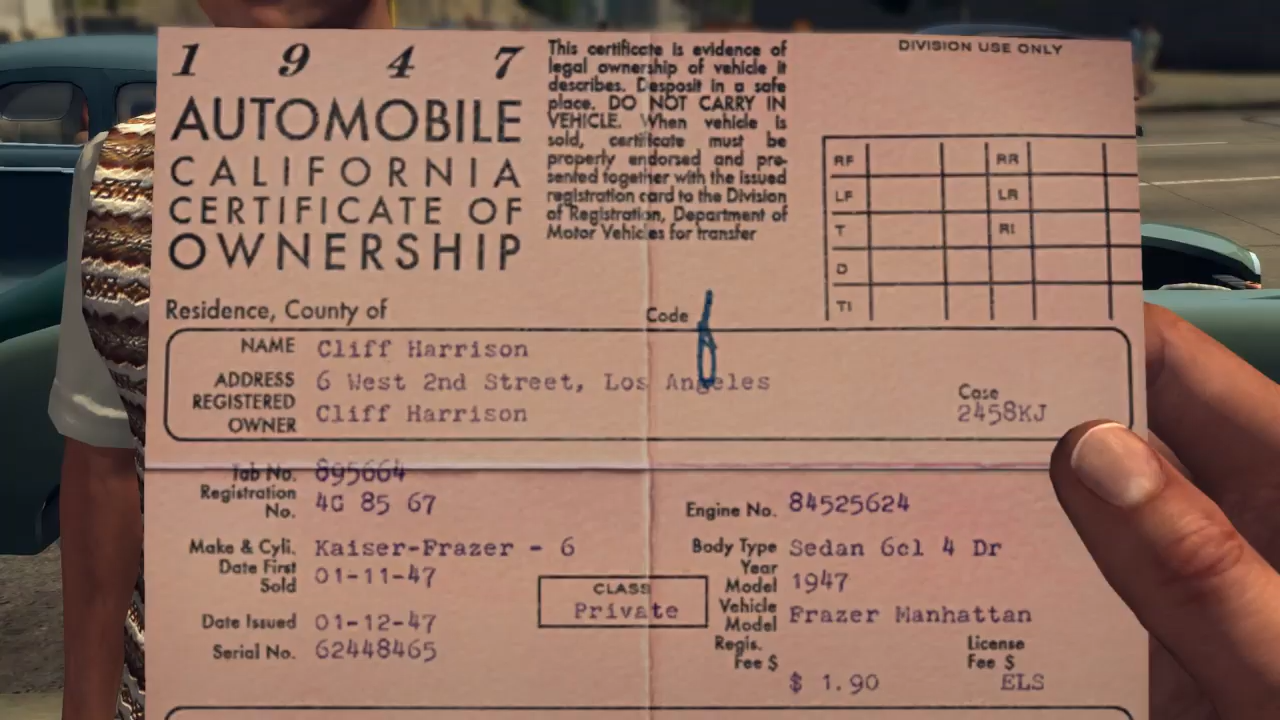 1 9 4 7
AUTOMOBILE
CALIFORNIA
CERTIFICATE OF
OWNERSHIP
This certificate is evidence of
legal ownership of vehicle it
describes. Desposit in a safe
place. DO NOT CARRY IN
VEHICLE. When vehicle is
sold, certificate must be
properly endorsed and pre-
sented together with the issued
registration card to the Division
of Registration, Department of
Motor Vehicles for transfer
DIVISION USE ONLY
RF RR
LF LR
T RI
D
TI
Residence, County of
Code
NAME Cliff Harrison
ADDRESS 6 West 2nd Street, Los Angeles
REGISTERED OWNER Cliff Harrison
Case
2458KJ
Tab No. 895664
Registration No. 4G 85 67
Engine No. 84525624
Make & Cyli. Kaiser-Frazer - 6
Body Type Sedan 6cl 4 Dr
Date First Sold 01-11-47
Year Model 1947
CLASS
Private
Vehicle Model Frazer Manhattan
Date Issued 01-12-47
Serial No. 62448465
Regis. Fee $
$ 1.90
License Fee $
ELS